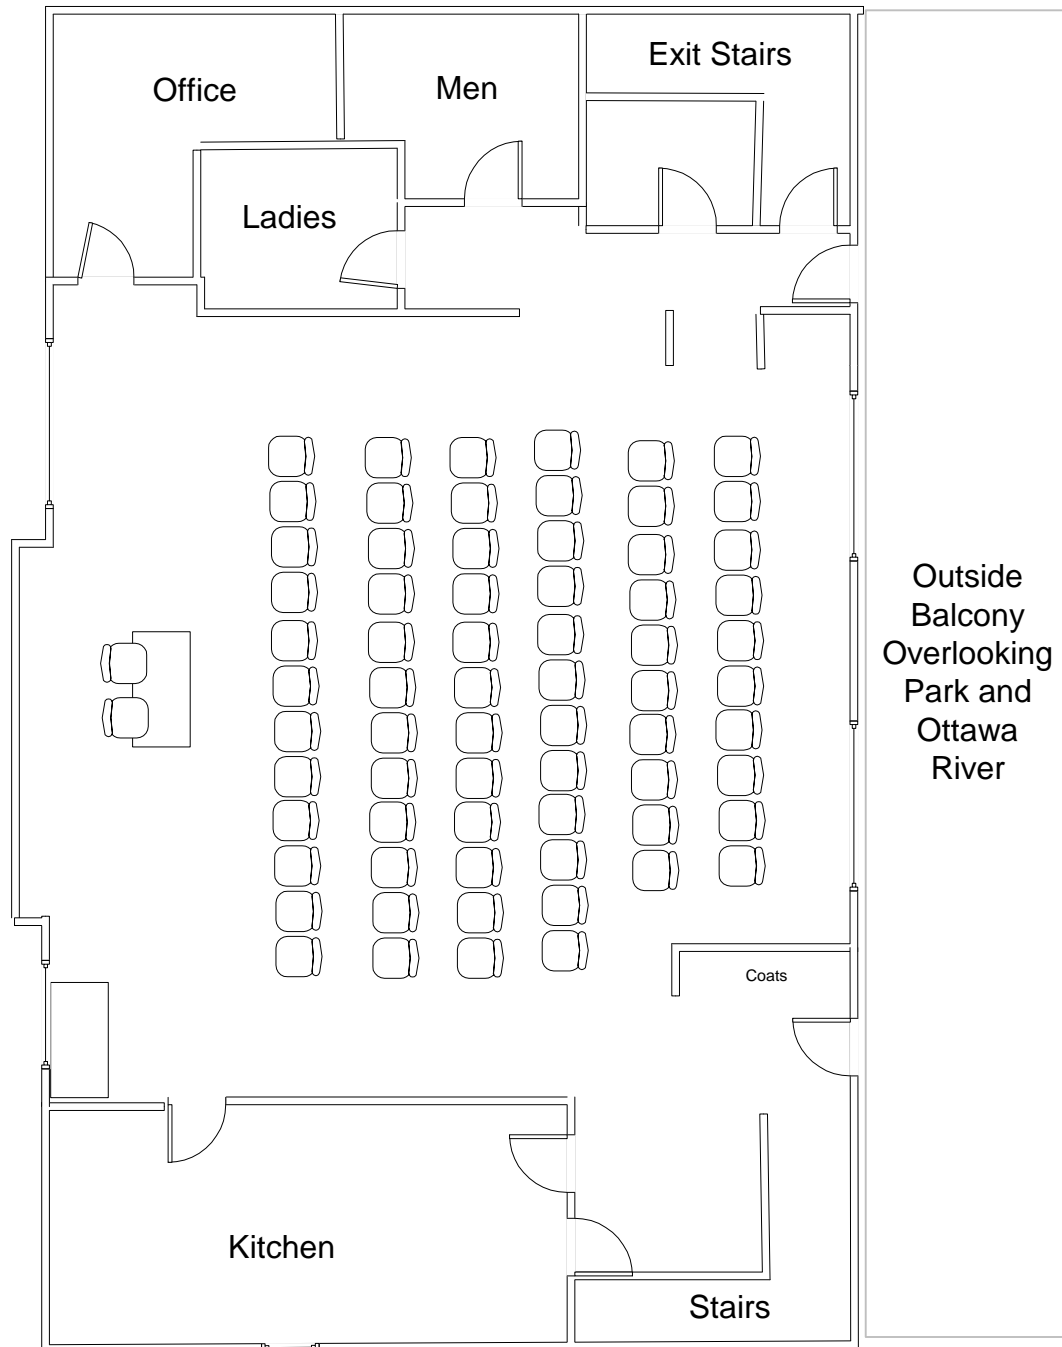 Exit Stairs
Office
Men
Ladies
Outside
Balcony
Overlooking
Park and
Ottawa
River
Coats
Kitchen
Stairs